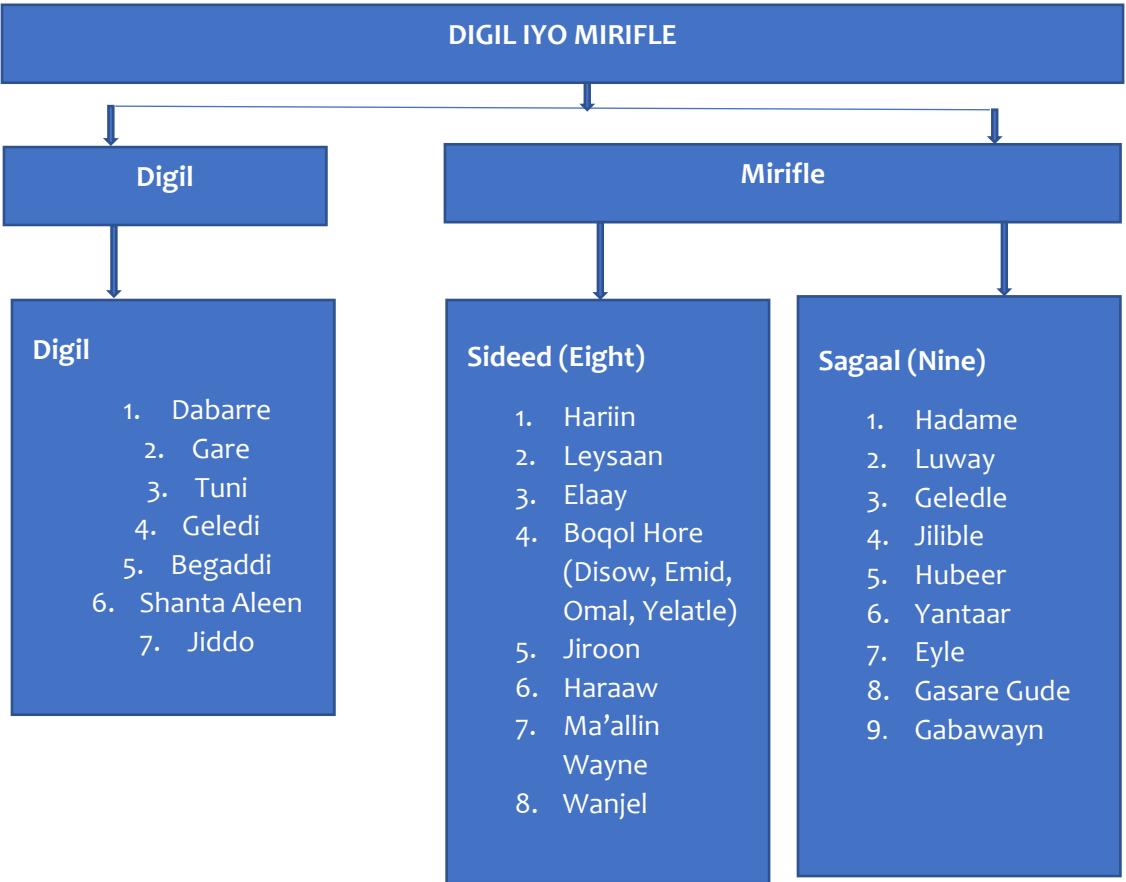 DIGIL IYO MIRIFLE
Digil
Mirifle
Digil
1. Dabarre
2. Gare
3. Tuni
4. Geledi
5. Begaddi
6. Shanta Aleen
7. Jiddo
Sideed (Eight)
1. Hariin
2. Leysaan
3. Elaay
4. Boqol Hore
(Disow, Emid,
Omal, Yelatle)
5. Jiroon
6. Haraaw
7. Ma’allin
Wayne
8. Wanjel
Sagaal (Nine)
1. Hadame
2. Luway
3. Geledle
4. Jilible
5. Hubeer
6. Yantaar
7. Eyle
8. Gasare Gude
9. Gabawayn